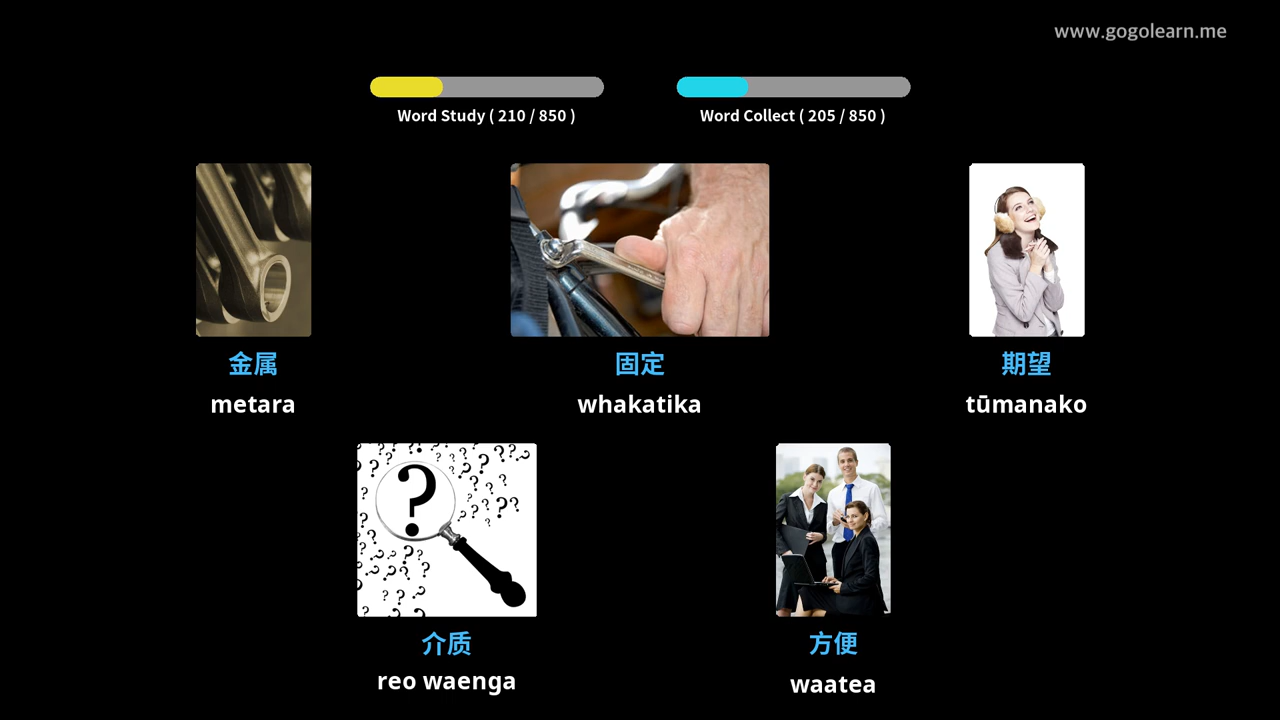 www.gogolearn.me
Word Study ( 210 / 850 )
Word Collect ( 205 / 850 )
金属
metara
固定
whakatika
期望
tūmanako
介质
reo waenga
方便
waatea